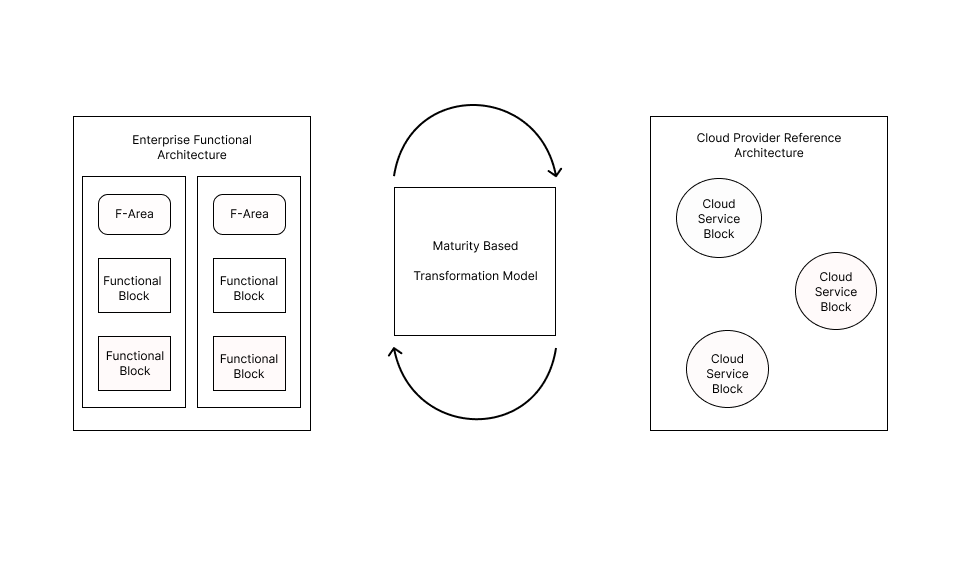 Enterprise Functional
Architecture
F-Area
Functional
Block
Functional
Block
F-Area
Functional
Block
Functional
Block
Maturity Based
Transformation Model
Cloud Provider Reference
Architecture
Cloud
Service
Block
Cloud
Service
Block
Cloud
Service
Block